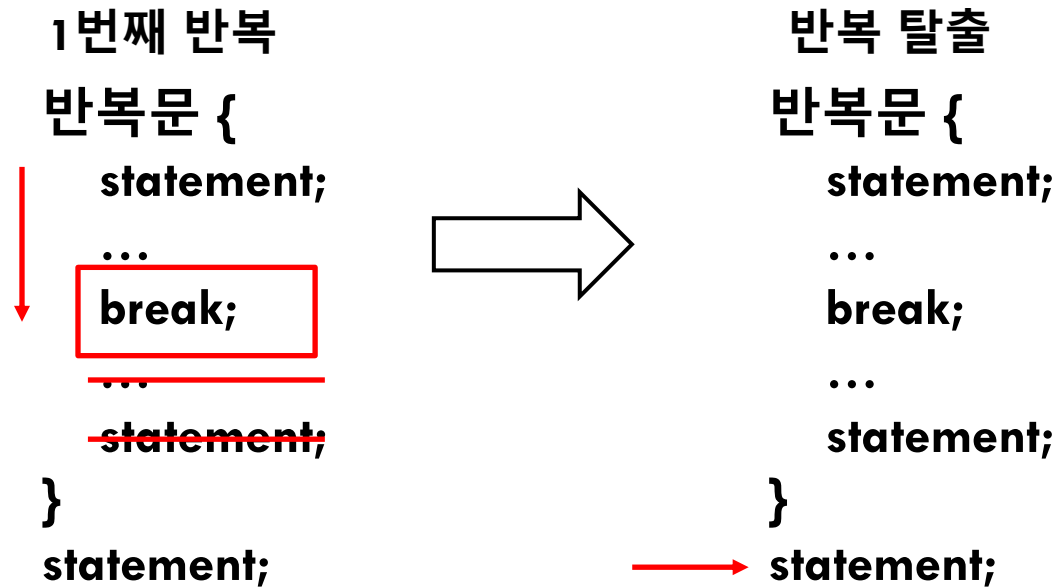 1번째 반복
반복문 {
statement;
...
break;
...
statement;
}
statement;
반복 탈출
반복문 {
statement;
...
break;
...
statement;
}
statement;